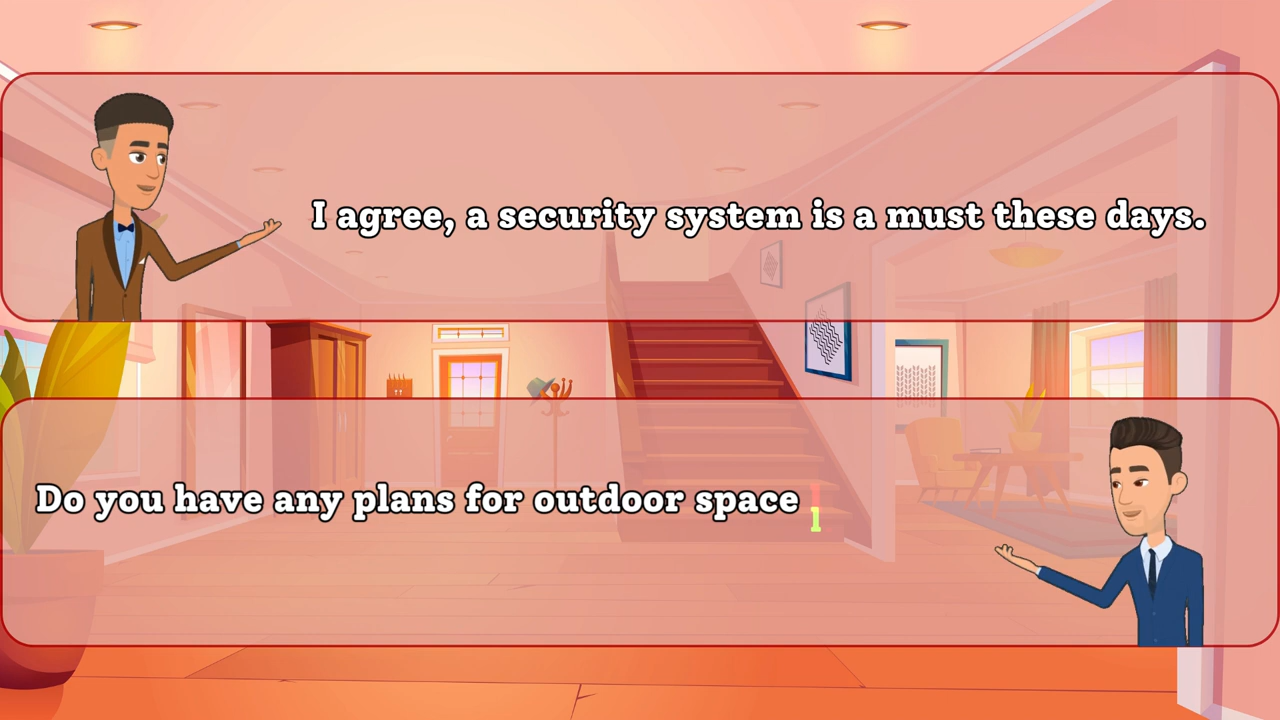 I agree, a security system is a must these days.
Do you have any plans for outdoor space